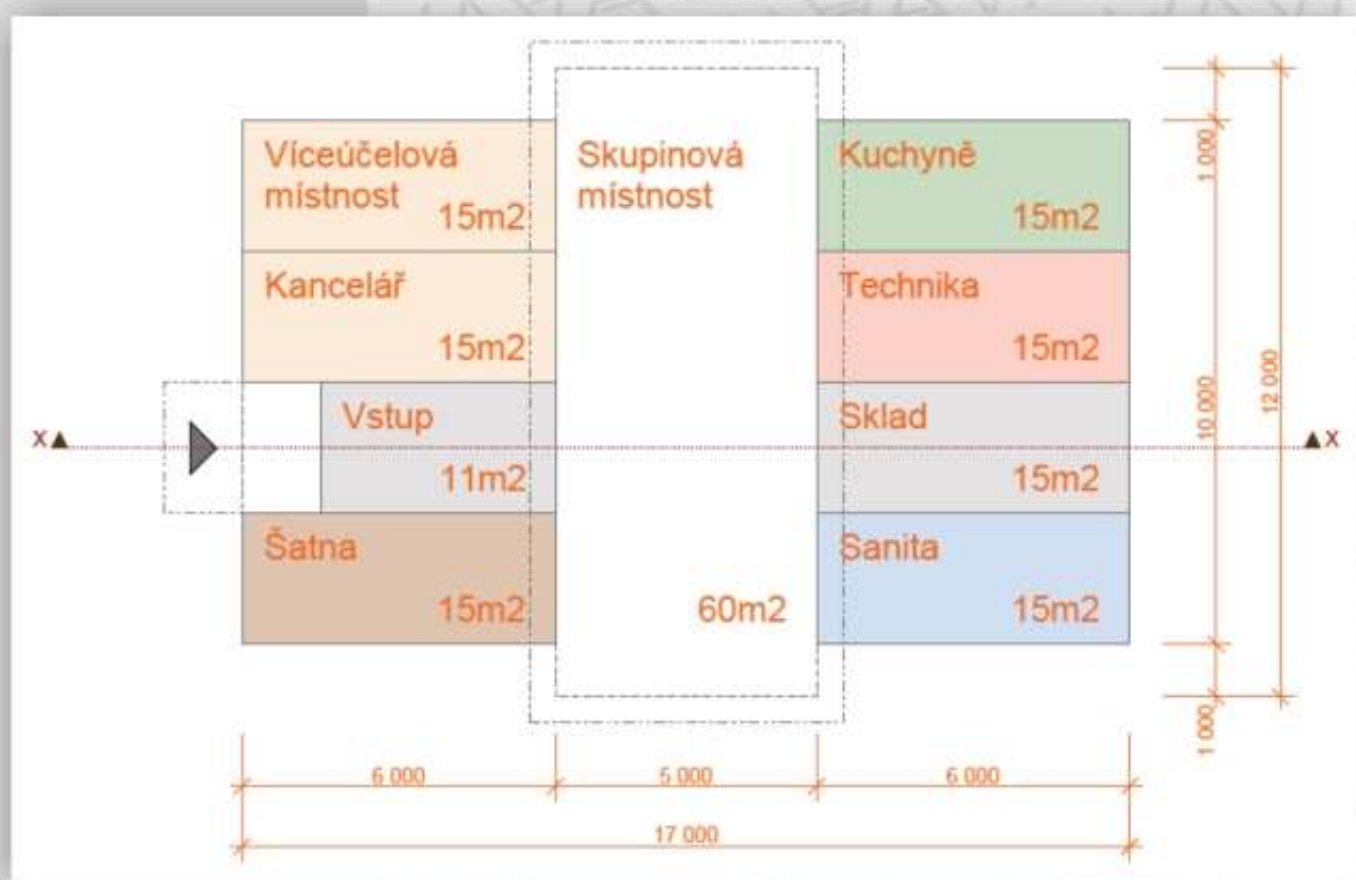 Víceúčelová
místnost
15m2
Skupinová
místnost
60m2
Kuchyně
15m2
Kancelář
15m2
Technika
15m2
Vstup
11m2
Sklad
15m2
Šatna
15m2
Sanita
15m2
X
X
1 000
10 000
12 000
1 000
6 000
5 000
6 000
17 000